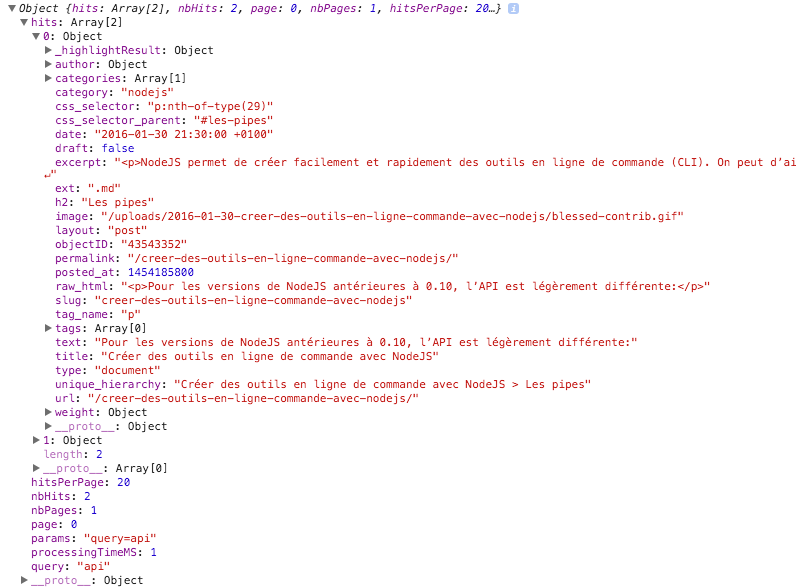 Object {hits: Array[2], nbHits: 2, page: 0, nbPages: 1, hitsPerPage: 20…} i
hits: Array[2]
0: Object
_highlightResult: Object
author: Object
categories: Array[1]
category: "nodejs"
css_selector: "p:nth-of-type(29)"
css_selector_parent: "#les-pipes"
date: "2016-01-30 21:30:00 +0100"
draft: false
excerpt: "<p>NodeJS permet de créer facilement et rapidement des outils en ligne de commande (CLI). On peut d’ai
↵"
ext: ".md"
h2: "Les pipes"
image: "/uploads/2016-01-30-creer-des-outils-en-ligne-commande-avec-nodejs/blessed-contrib.gif"
layout: "post"
objectID: "43543352"
permalink: "/creer-des-outils-en-ligne-commande-avec-nodejs/"
posted_at: 1454185800
raw_html: "<p>Pour les versions de NodeJS antérieures à 0.10, l’API est légèrement différente:</p>"
slug: "creer-des-outils-en-ligne-commande-avec-nodejs"
tag_name: "p"
tags: Array[0]
text: "Pour les versions de NodeJS antérieures à 0.10, l’API est légèrement différente:"
title: "Créer des outils en ligne de commande avec NodeJS"
type: "document"
unique_hierarchy: "Créer des outils en ligne de commande avec NodeJS > Les pipes"
url: "/creer-des-outils-en-ligne-commande-avec-nodejs/"
weight: Object
__proto__: Object
1: Object
length: 2
__proto__: Array[0]
hitsPerPage: 20
nbHits: 2
nbPages: 1
page: 0
params: "query=api"
processingTimeMS: 1
query: "api"
__proto__: Object